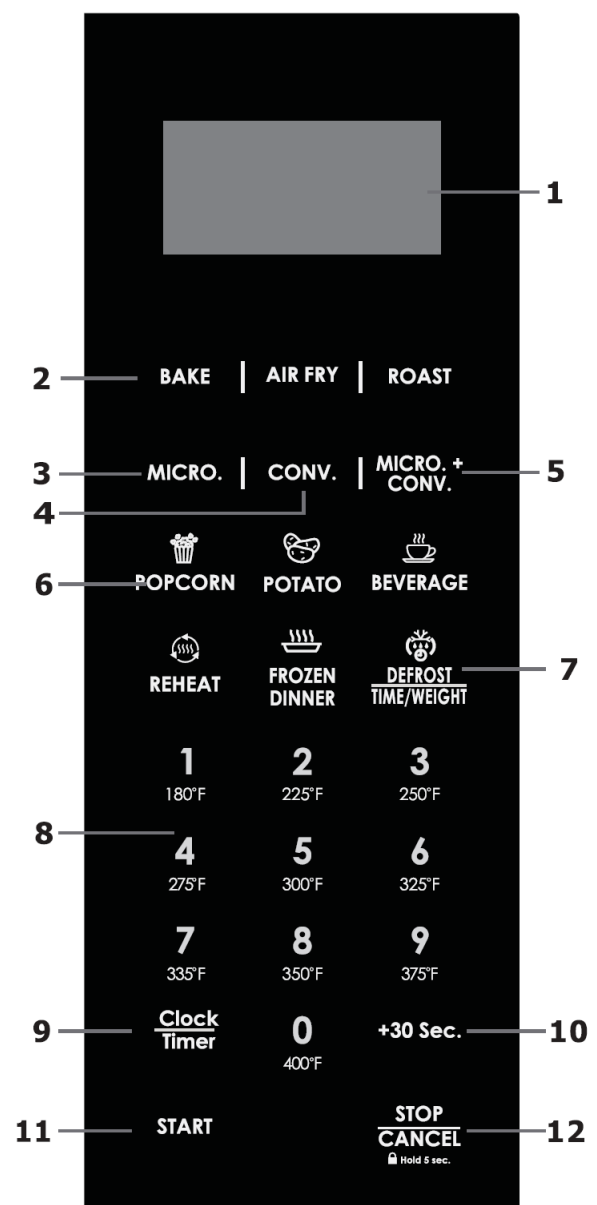 1
2 BAKE AIR FRY ROAST
3 MICRO. CONV. MICRO. + CONV. 5
4
6 POPCORN POTATO BEVERAGE
REHEAT FROZEN DINNER DEFROST TIME/WEIGHT 7
1 2 3
180°F 225°F 250°F
8
4 5 6
275°F 300°F 325°F
7 8 9
335°F 350°F 375°F
9 Clock Timer 0 +30 Sec. 10
400°F
11 START STOP CANCEL 12
Hold 5 sec.